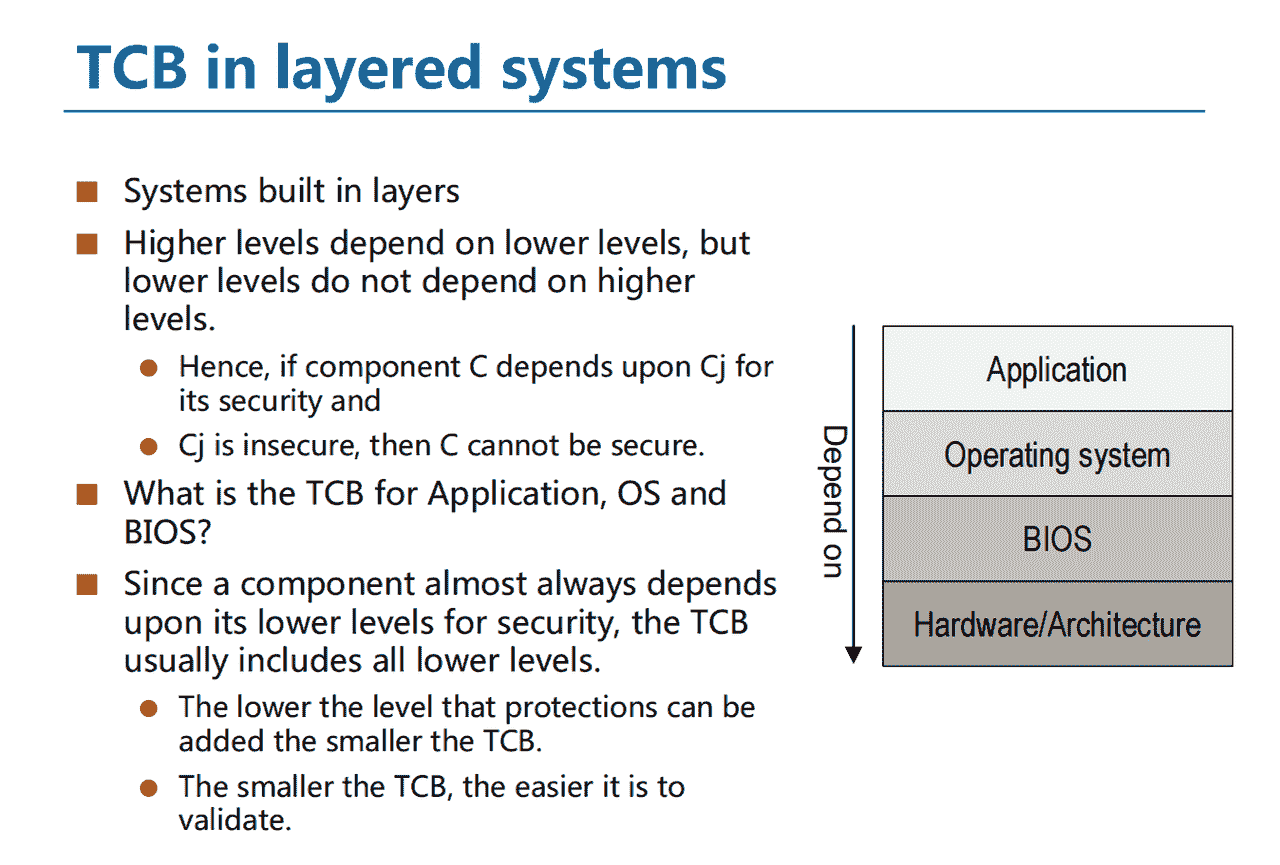 TCB in layered systems
Systems built in layers
Higher levels depend on lower levels, but
lower levels do not depend on higher
levels.
Hence, if component C depends upon Cj for
its security and
Cj is insecure, then C cannot be secure.
What is the TCB for Application, OS and
BIOS?
Since a component almost always depends
upon its lower levels for security, the TCB
usually includes all lower levels.
The lower the level that protections can be
added the smaller the TCB.
The smaller the TCB, the easier it is to
validate.
Depend on
Application
Operating system
BIOS
Hardware/Architecture